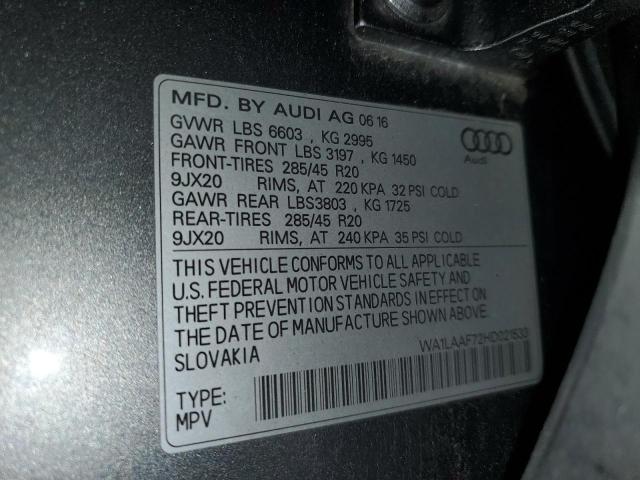 MFD. BY AUDI AG 06 16
GVWR LBS 6603 , KG 2995
GAWR FRONT LBS 3197 , KG 1450
FRONT-TIRES 285/45 R20
9JX20 RIMS, AT 220 KPA 32 PSI COLD
GAWR REAR LBS3803 , KG 1725
REAR-TIRES 285/45 R20
9JX20 RIMS, AT 240 KPA 35 PSI COLD
Audi
THIS VEHICLE CONFORMS TO ALL APPLICABLE
U.S. FEDERAL MOTOR VEHICLE SAFETY AND
THEFT PREVENTION STANDARDS IN EFFECT ON
THE DATE OF MANUFACTURE SHOWN ABOVE.
SLOVAKIA
WA1LAAF72HD021533
TYPE:
MPV